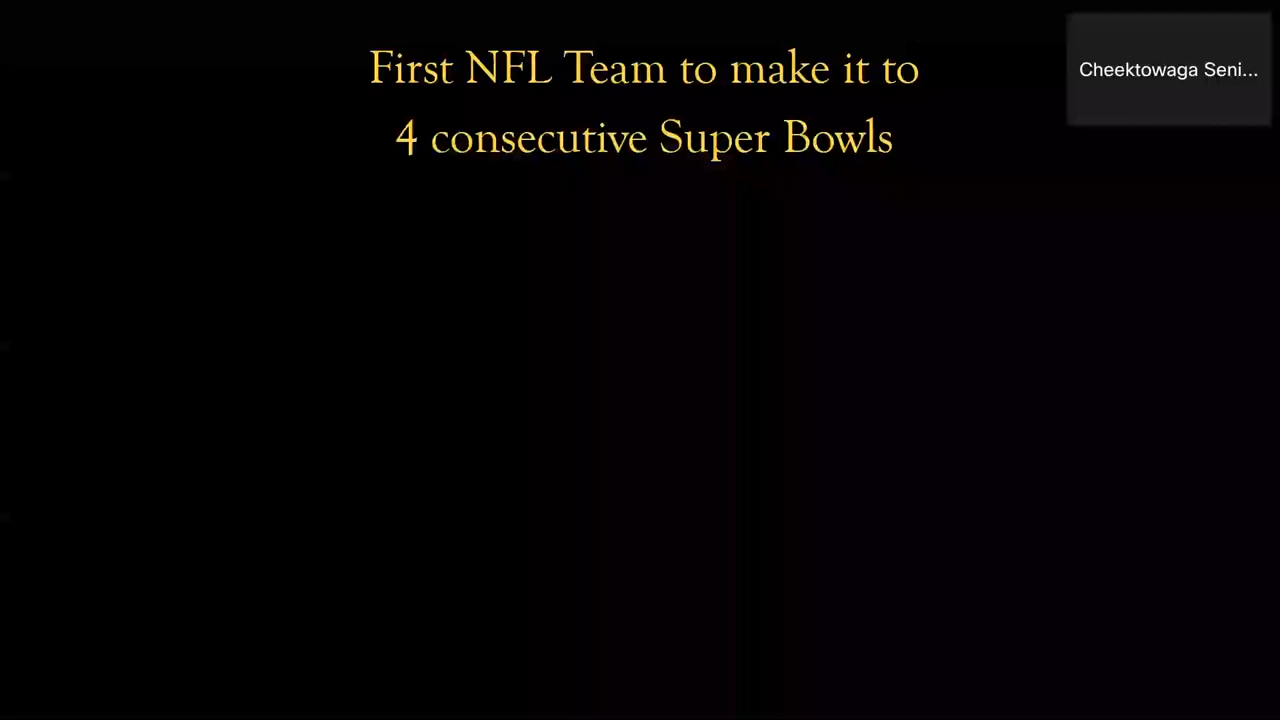 First NFL Team to make it to
4 consecutive Super Bowls
Cheektowaga Seni...